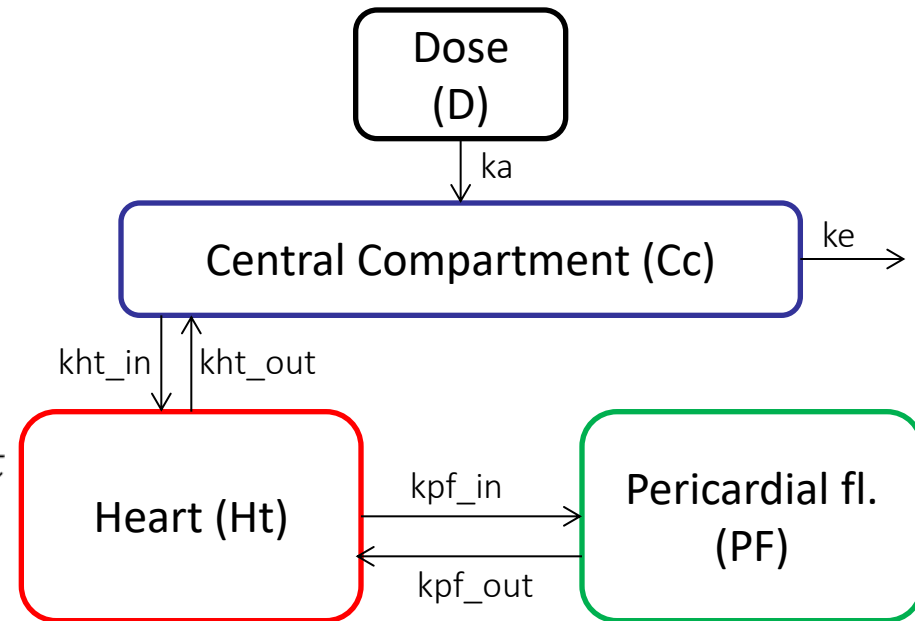 Dose
(D)
ka
Central Compartment (Cc)
ke
kht_in
kht_out
t
Heart (Ht)
kpf_in
kpf_out
Pericardial fl.
(PF)